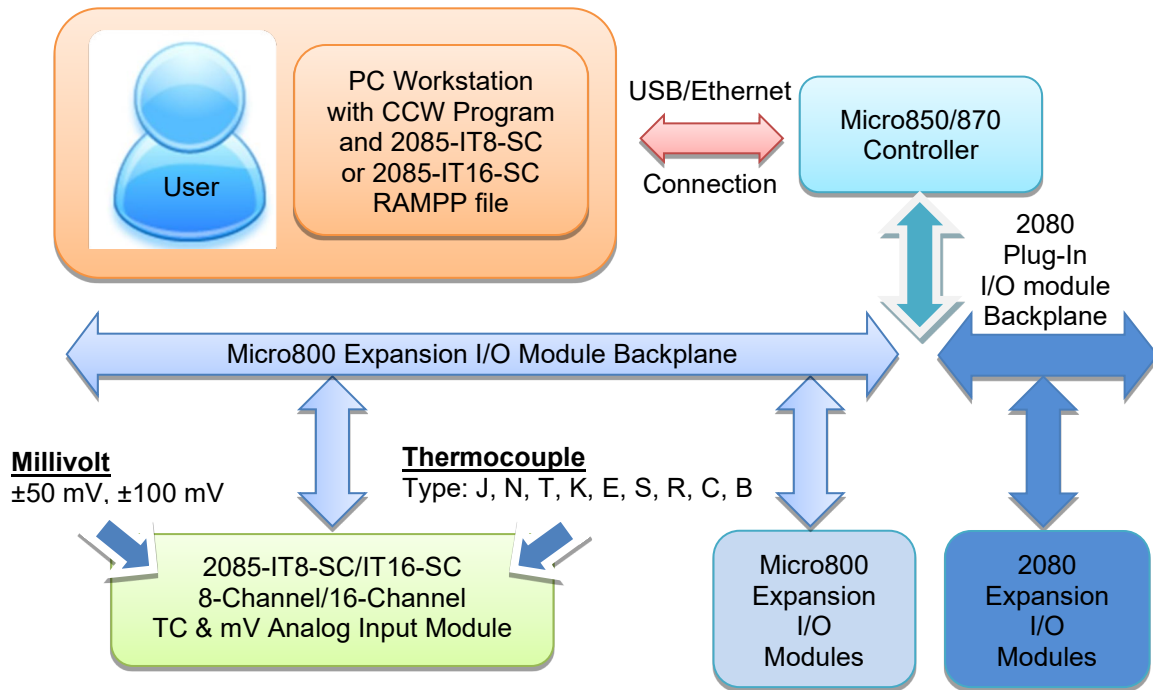 User
PC Workstation
with CCW Program
and 2085-IT8-SC
or 2085-IT16-SC
RAMPP file
USB/Ethernet
Connection
Micro850/870
Controller
2080
Plug-In
I/O module
Backplane
Micro800 Expansion I/O Module Backplane
Millivolt
±50 mV, ±100 mV
Thermocouple
Type: J, N, T, K, E, S, R, C, B
2085-IT8-SC/IT16-SC
8-Channel/16-Channel
TC & mV Analog Input Module
Micro800
Expansion
I/O
Modules
2080
Expansion
I/O
Modules